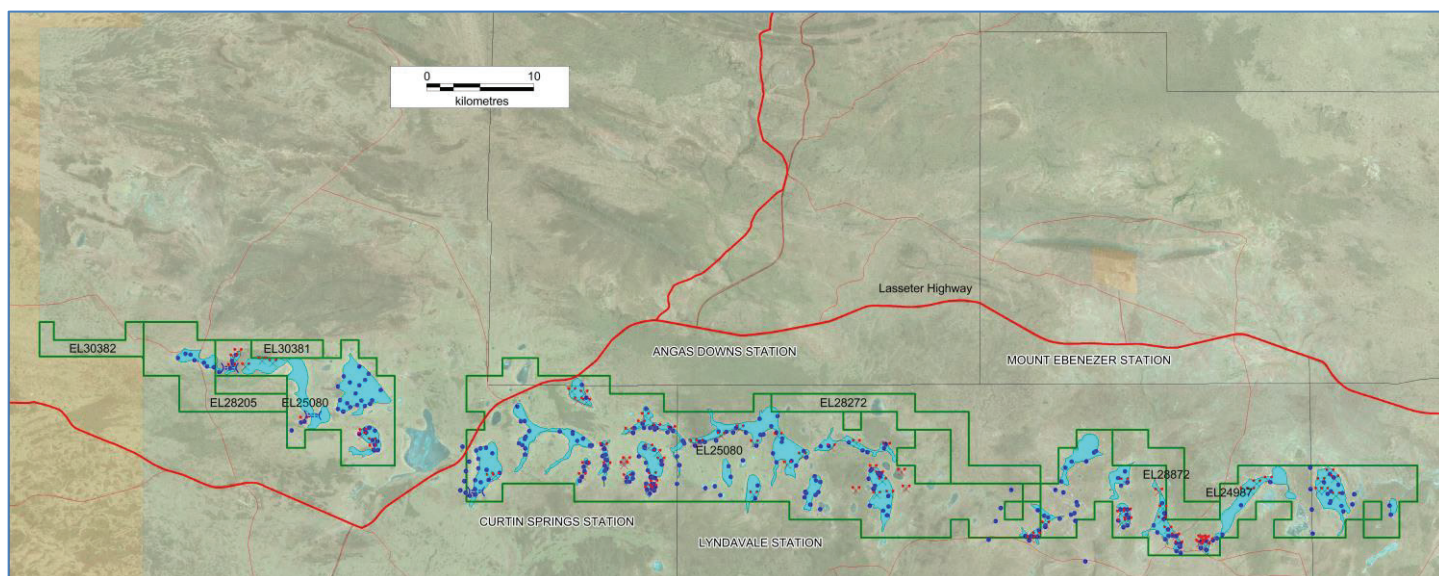 0 10
kilometres
Lasseter Highway
EL30382
EL30381
ANGAS DOWNS STATION
MOUNT EBENEZER STATION
EL28205
EL25080
EL28272
EL25080
EL28872
EL24987
CURTIN SPRINGS STATION
LYNDAVALE STATION